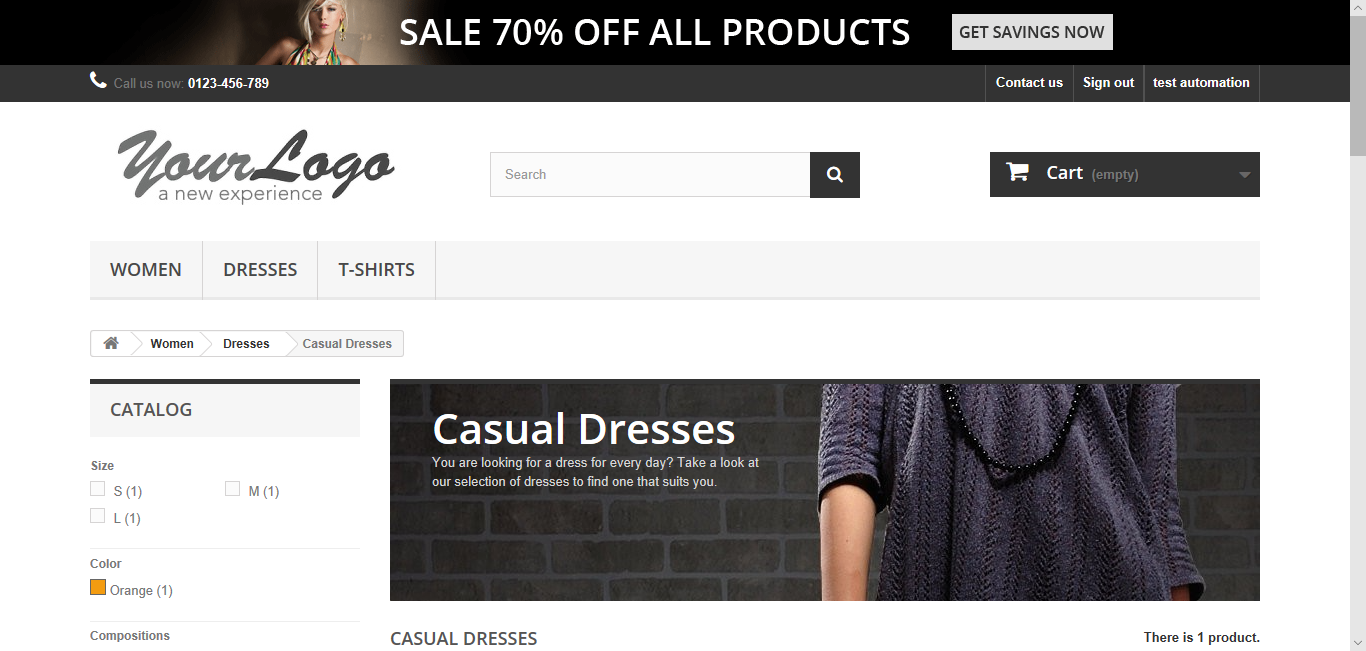 SALE 70% OFF ALL PRODUCTS GET SAVINGS NOW
Call us now: 0123-456-789 Contact us Sign out test automation
YourLogo
a new experience
Search
Cart (empty)
WOMEN DRESSES T-SHIRTS
Women Dresses Casual Dresses
CATALOG
Size
S (1) M (1)
L (1)
Color
Orange (1)
Compositions
Casual Dresses
You are looking for a dress for every day? Take a look at
our selection of dresses to find one that suits you.
CASUAL DRESSES There is 1 product.